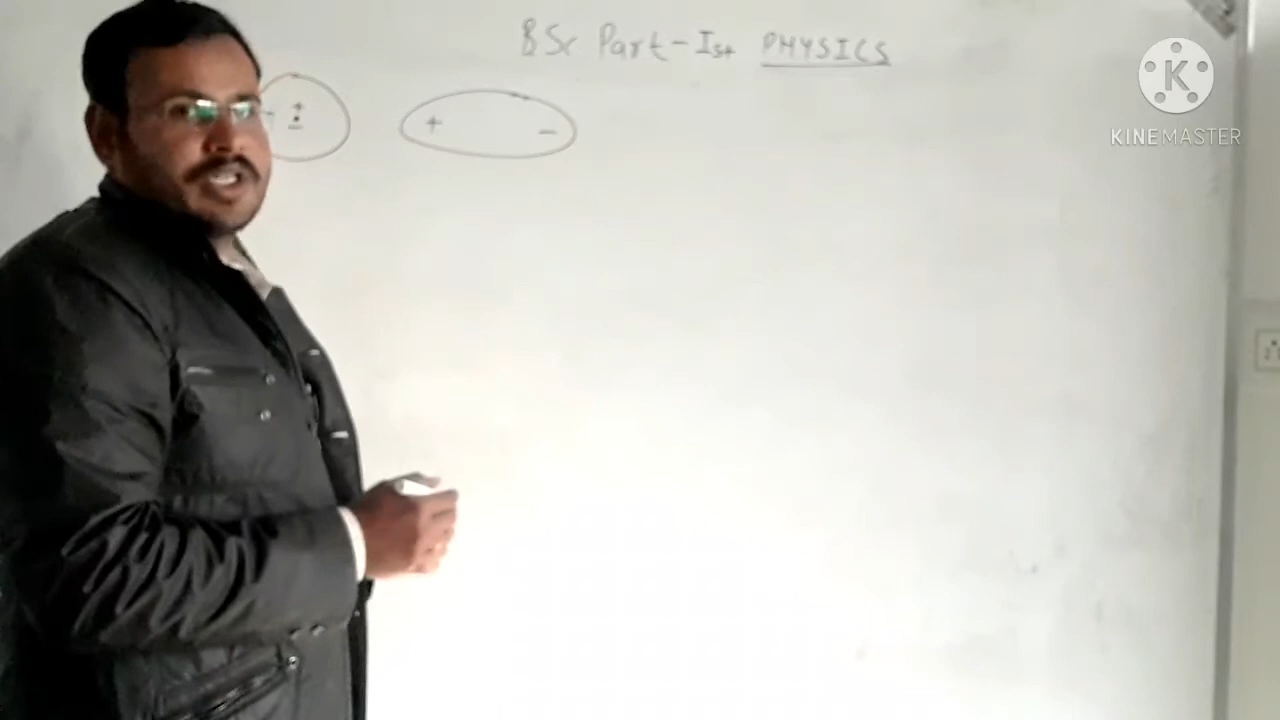 BSc Part-Ist PHYSICS
K
KINEMASTER
+
-
+ -